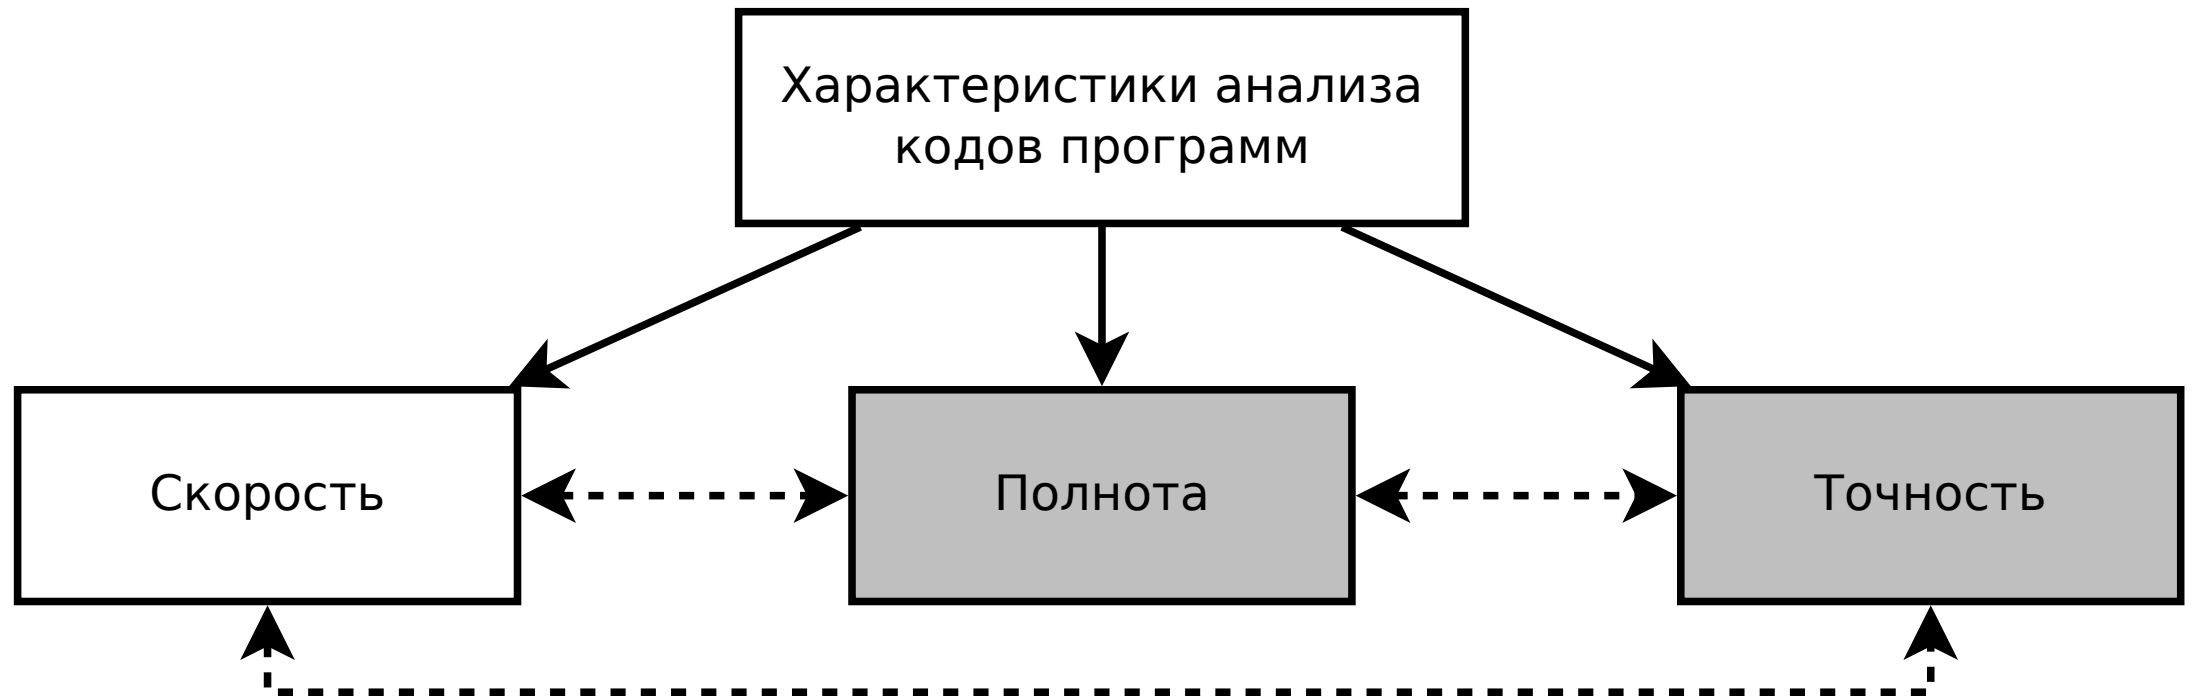 Характеристики анализа
кодов программ
Скорость
Полнота
Точность